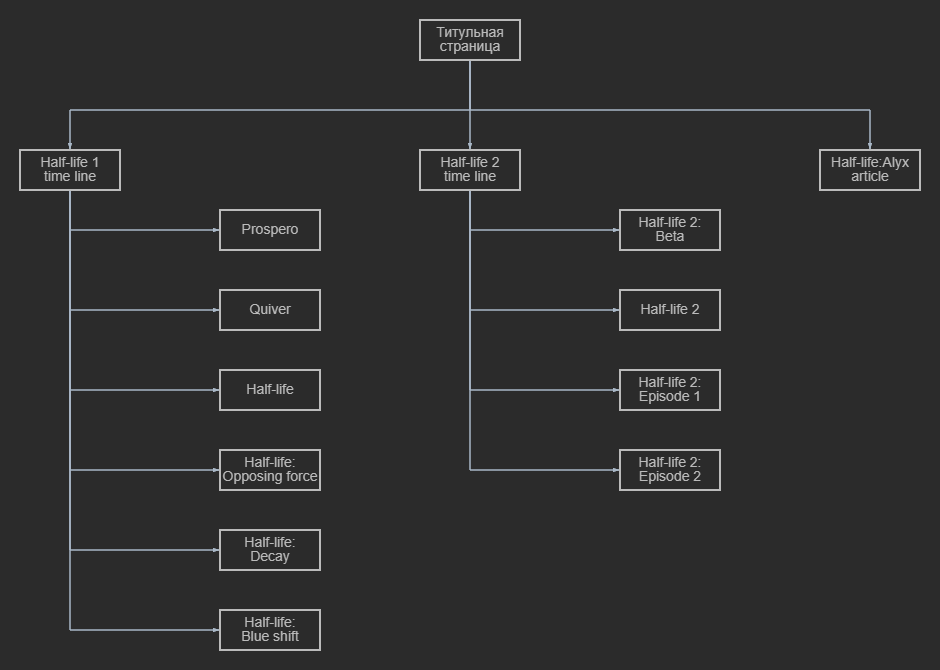 Титульная
страница
Half-life 1
time line
Half-life 2
time line
Half-life:Alyx
article
Prospero
Quiver
Half-life
Half-life:
Opposing force
Half-life:
Decay
Half-life:
Blue shift
Half-life 2:
Beta
Half-life 2
Half-life 2:
Episode 1
Half-life 2:
Episode 2